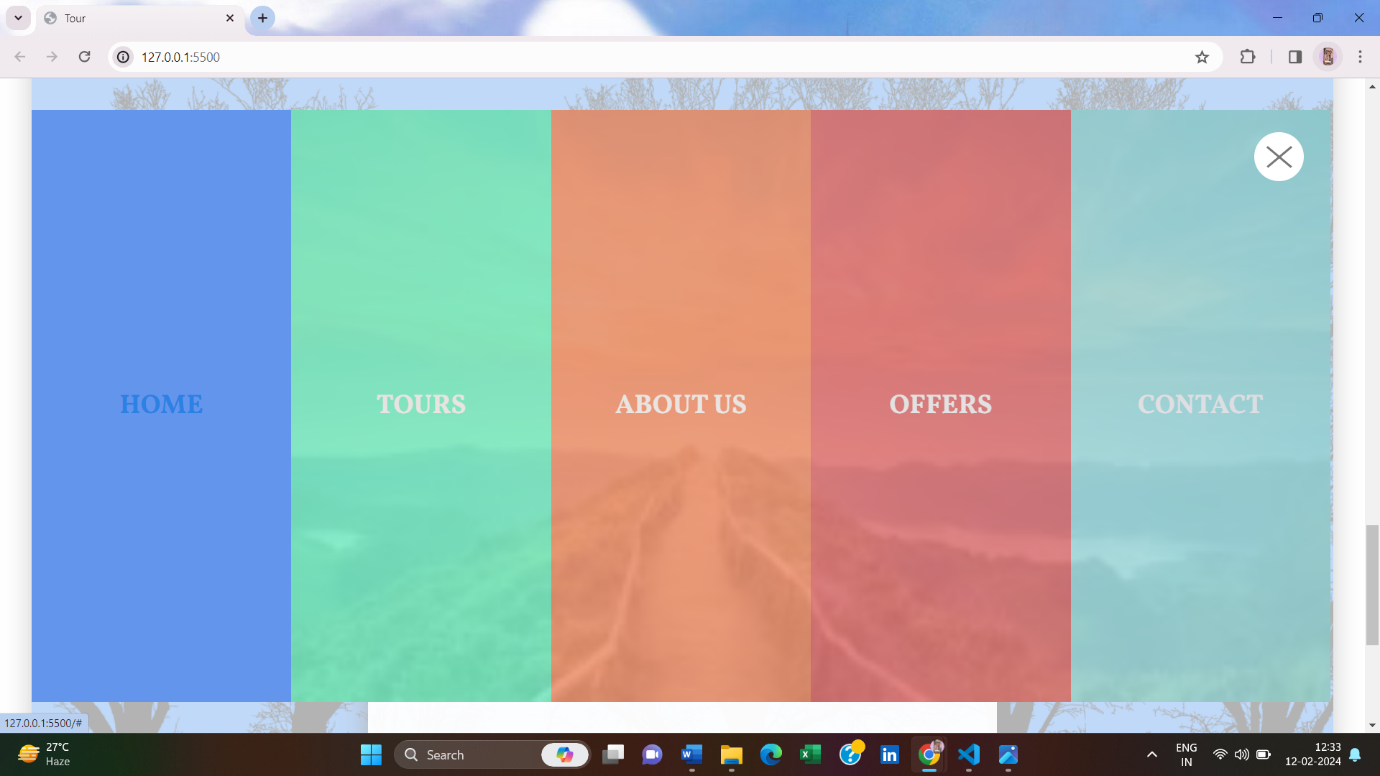 Tour
127.0.0.1:5500
HOME
TOURS
ABOUT US
OFFERS
CONTACT
127.0.0.1:5500/#
27°C
Haze
Search
ENG
IN
12:33
12-02-2024